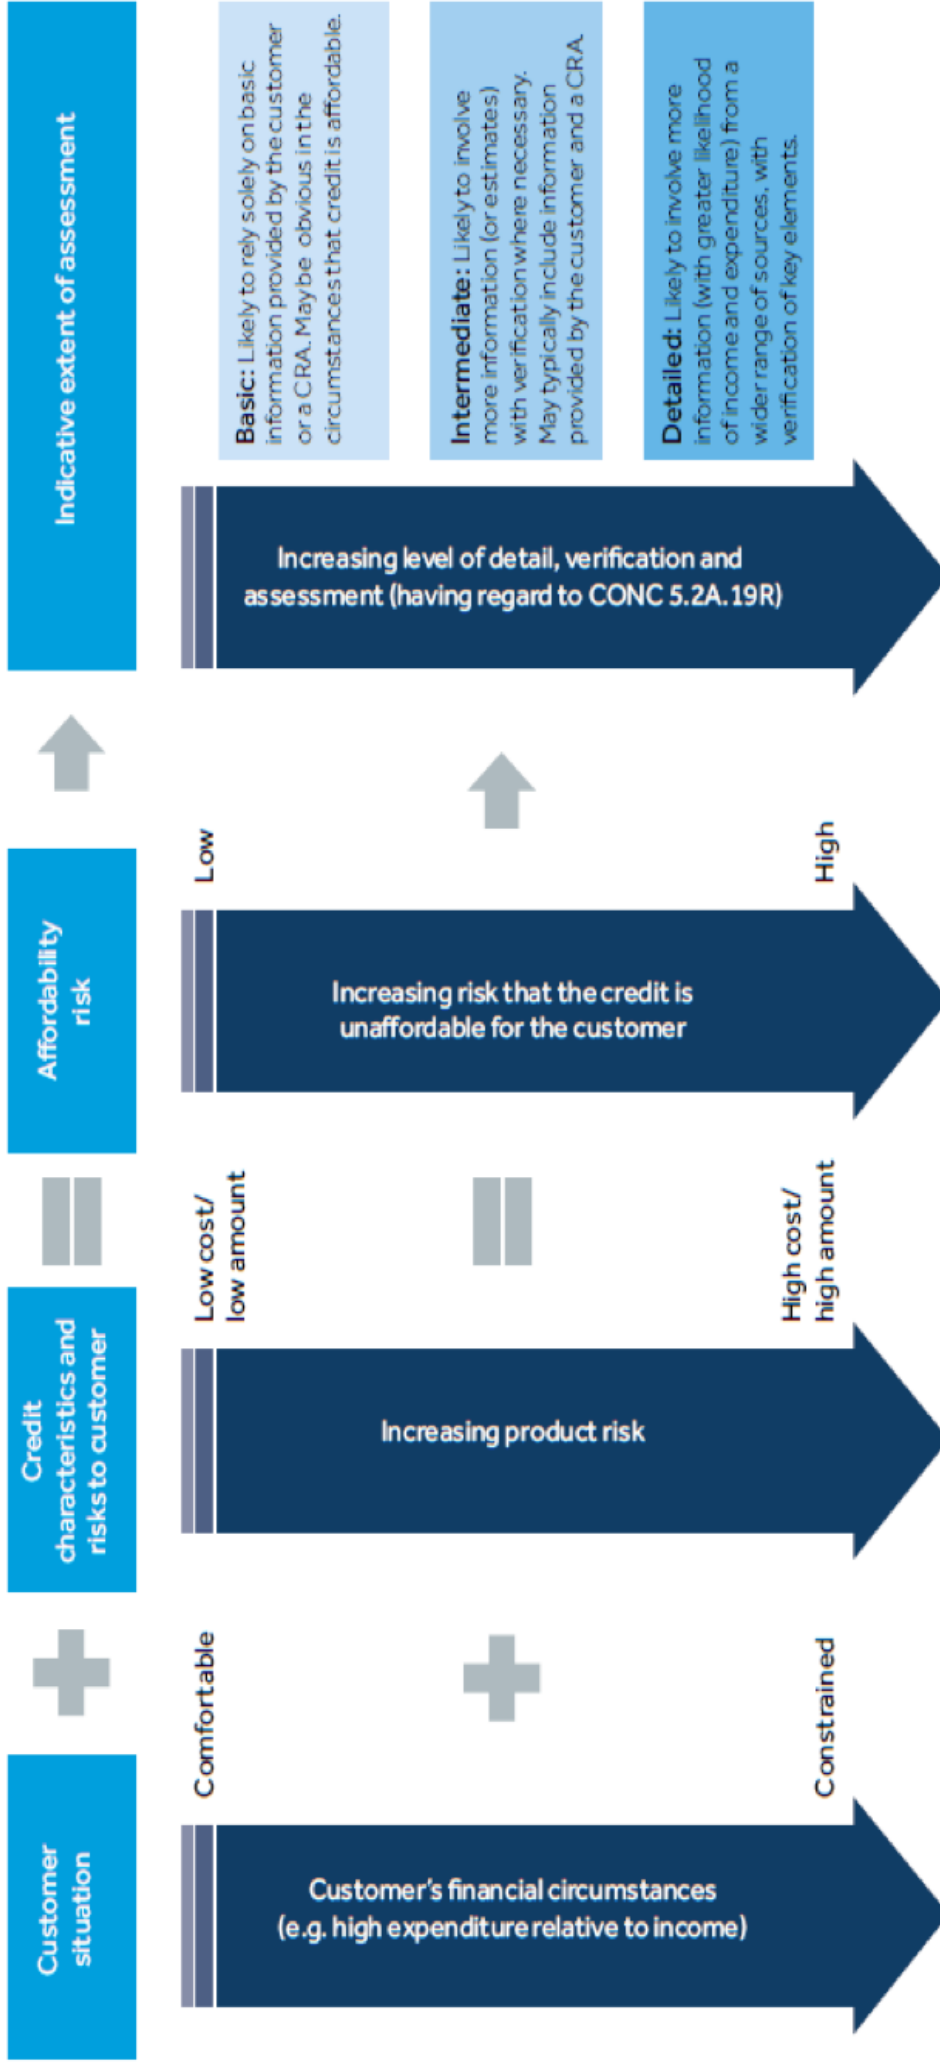 Customer
situation
Credit
characteristics and
risks to customer
Affordability
risk
Indicative extent of assessment
Customer's financial circumstances
(e.g. high expenditure relative to income)
Comfortable
Constrained
Increasing product risk
Low cost/
low amount
High cost/
high amount
Increasing risk that the credit is
unaffordable for the customer
Low
High
Increasing level of detail, verification and
assessment (having regard to CONC 5.2A.19R)
Basic: Likely to rely solely on basic
information provided by the customer
or a CRA. Maybe obvious in the
circumstances that credit is affordable.
Intermediate: Likely to involve
more information (or estimates)
with verification where necessary.
May typically include information
provided by the customer and a CRA.
Detailed: Likely to involve more
information (with greater likelihood
of income and expenditure) from a
wider range of sources, with
verification of key elements.